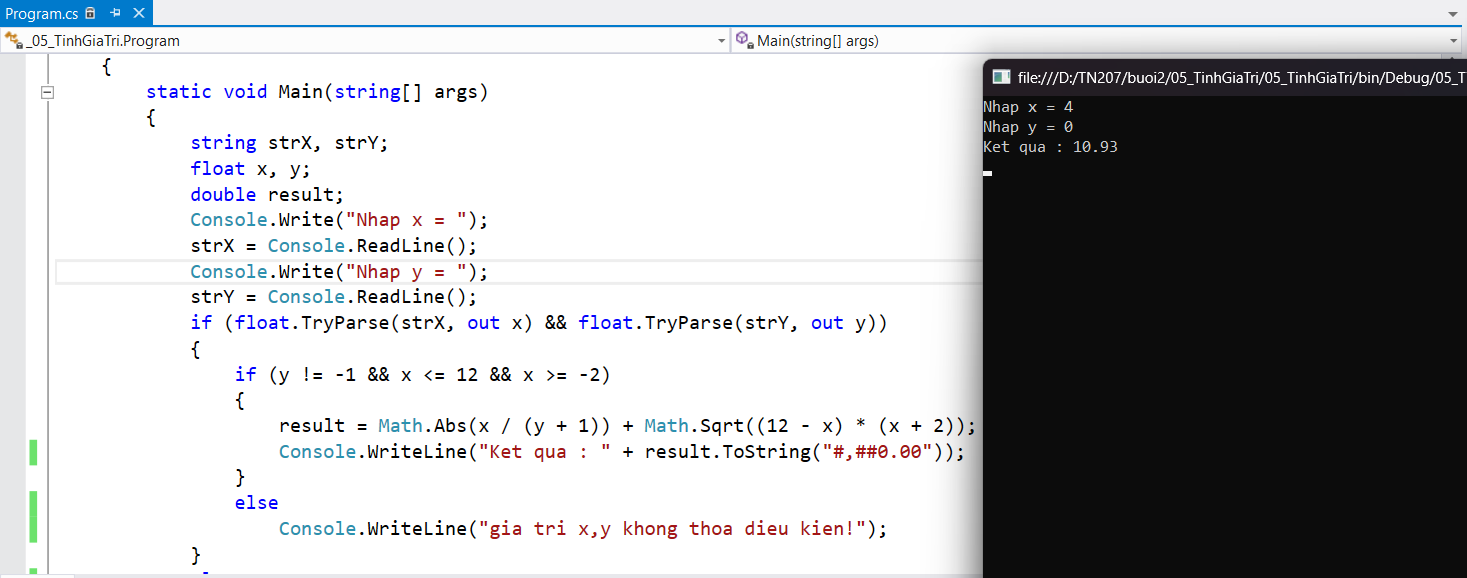 Program.cs
_05_TinhGiaTri.Program
Main(string[] args)
{
static void Main(string[] args)
{
string strX, strY;
float x, y;
double result;
Console.Write("Nhap x = ");
strX = Console.ReadLine();
Console.Write("Nhap y = ");
strY = Console.ReadLine();
if (float.TryParse(strX, out x) && float.TryParse(strY, out y))
{
if (y != -1 && x <= 12 && x >= -2)
{
result = Math.Abs(x / (y + 1)) + Math.Sqrt((12 - x) * (x + 2));
Console.WriteLine("Ket qua : " + result.ToString("#,##0.00"));
}
else
Console.WriteLine("gia tri x,y khong thoa dieu kien!");
}
file:///D:/TN207/buoi2/05_TinhGiaTri/05_TinhGiaTri/bin/Debug/05_T
Nhap x = 4
Nhap y = 0
Ket qua : 10.93